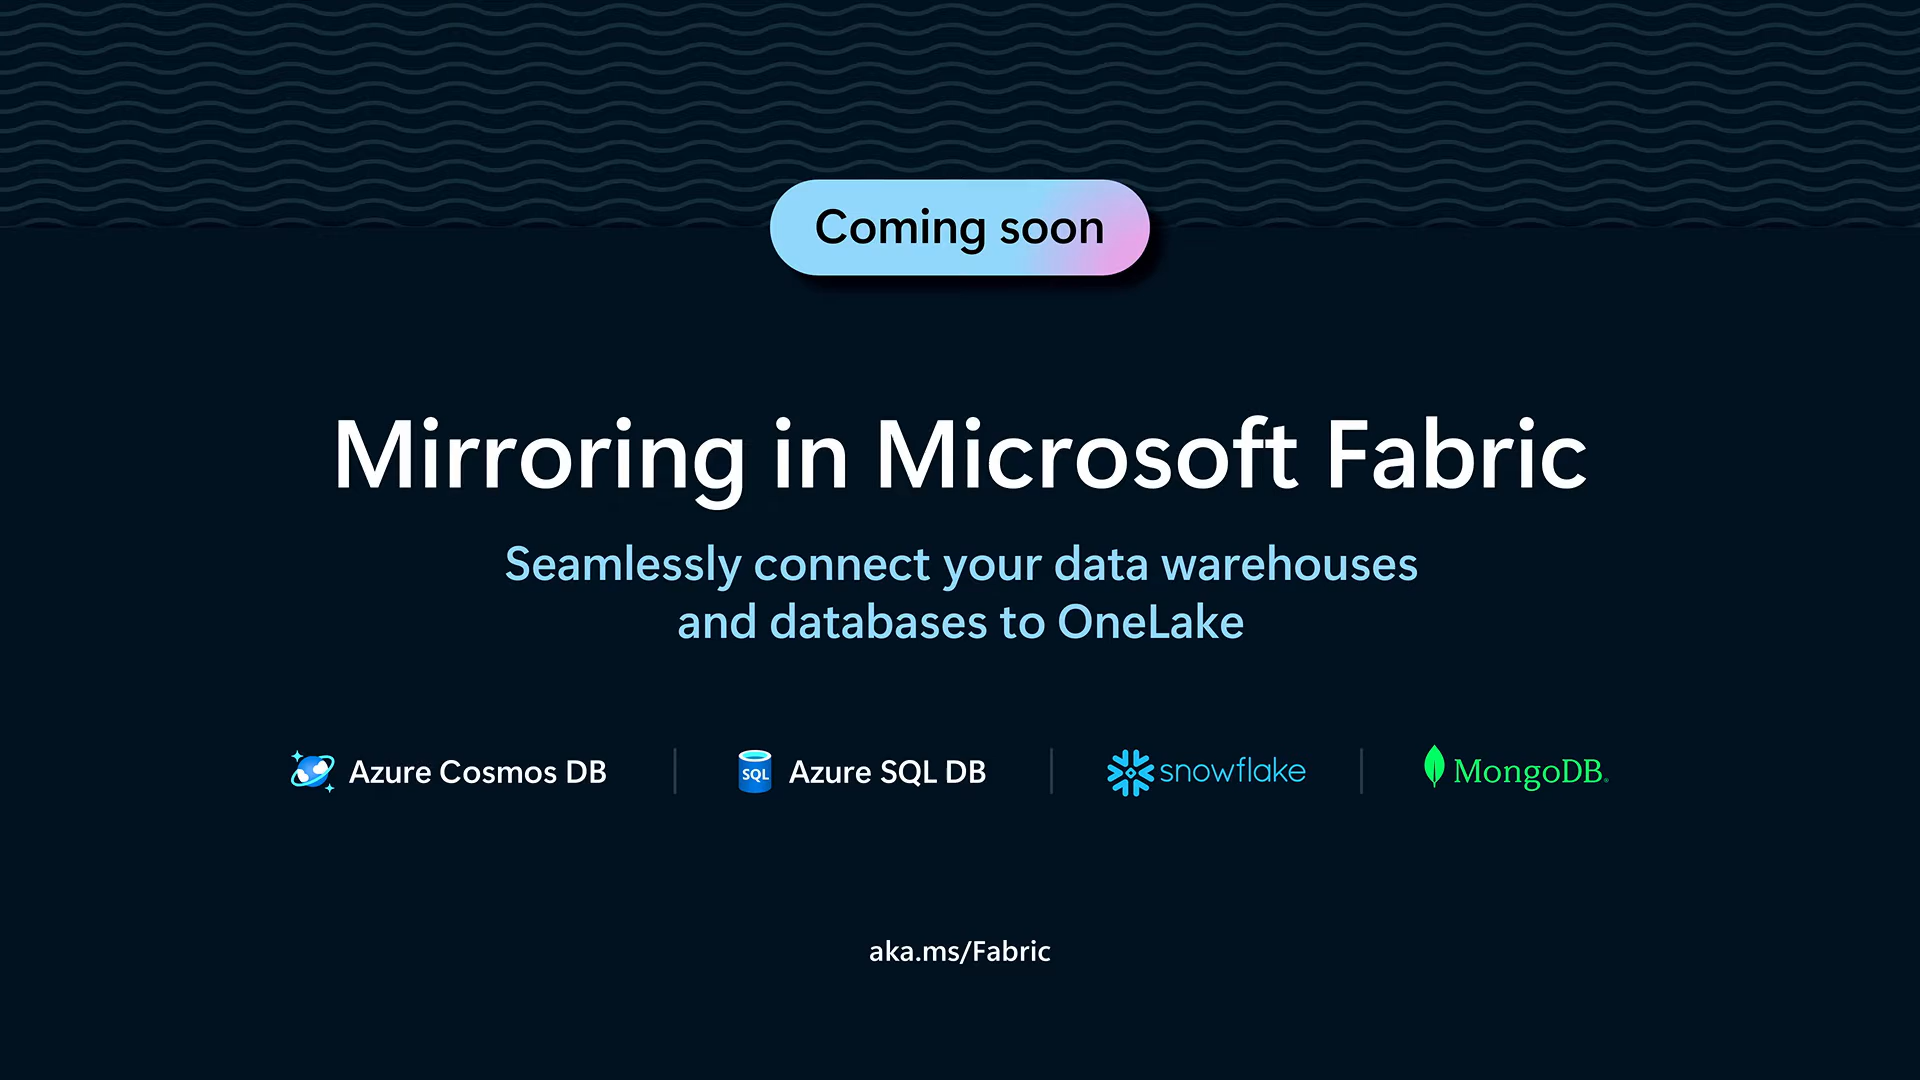 Coming soon
Mirroring in Microsoft Fabric
Seamlessly connect your data warehouses
and databases to OneLake
Azure Cosmos DB
SQL Azure SQL DB
snowflake
MongoDB
aka.ms/Fabric